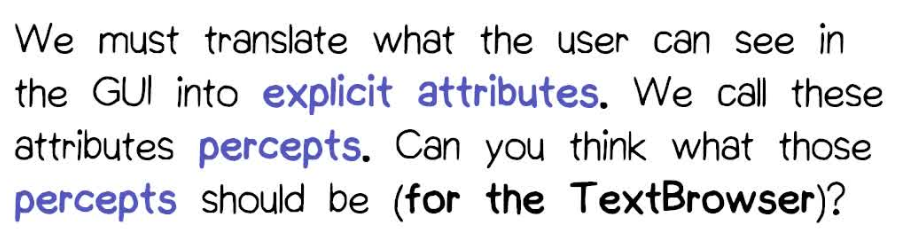 We must translate what the user can see in
the GUI into explicit attributes. We call these
attributes percepts. Can you think what those
percepts should be (for the TextBrowser)?